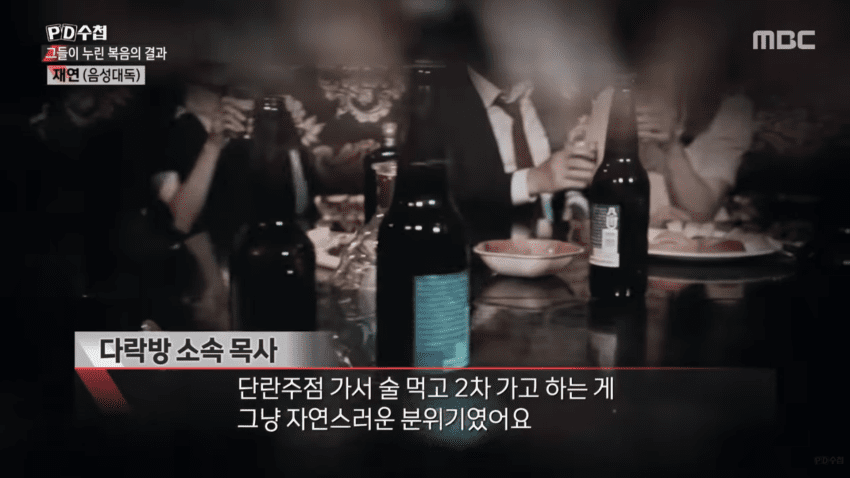 PD수첩
그들이 누린 복음의 결과
재연 (음성대독)
MBC
다락방 소속 목사
단란주점 가서 술 먹고 2차 가고 하는 게
그냥 자연스러운 분위기였어요
PD수첩